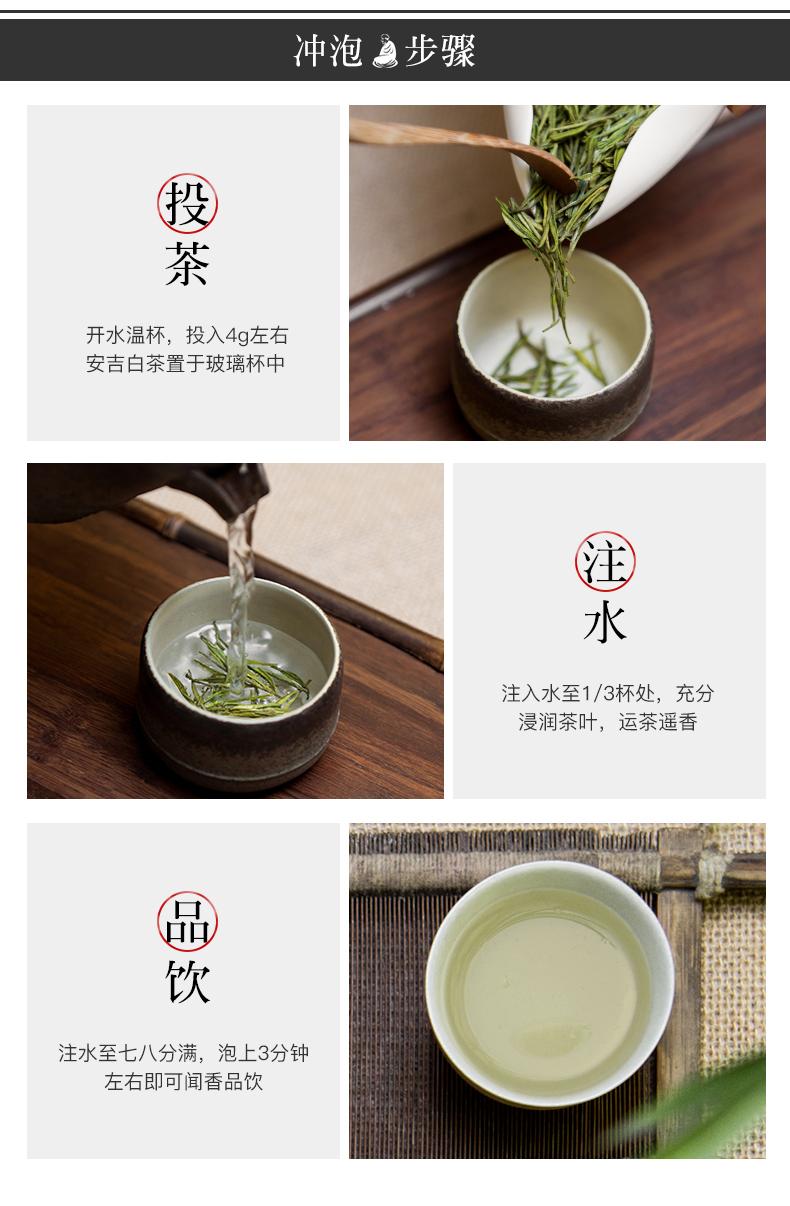 冲泡步骤
投茶
开水温杯，投入4g左右
安吉白茶置于玻璃杯中
注水
注入水至1/3杯处，充分
浸润茶叶，运茶遥香
品饮
注水至七八分满，泡上3分钟
左右即可闻香品饮